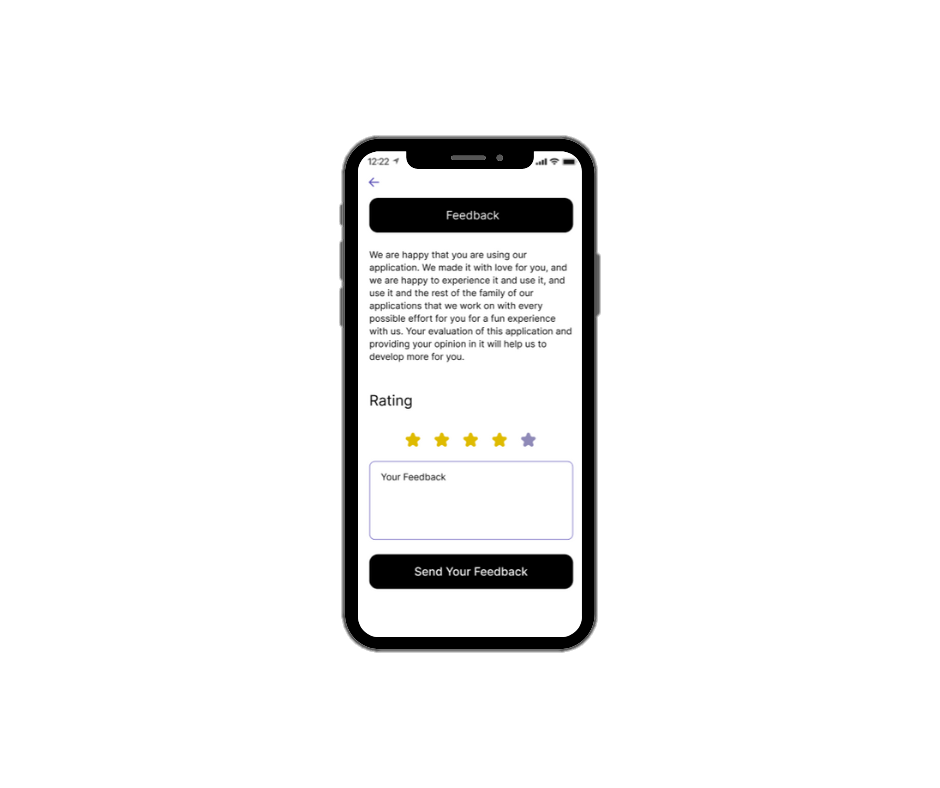 12:22
Feedback
We are happy that you are using our
application. We made it with love for you, and
we are happy to experience it and use it, and
use it and the rest of the family of our
applications that we work on with every
possible effort for you for a fun experience
with us. Your evaluation of this application and
providing your opinion in it will help us to
develop more for you.
Rating
Your Feedback
Send Your Feedback